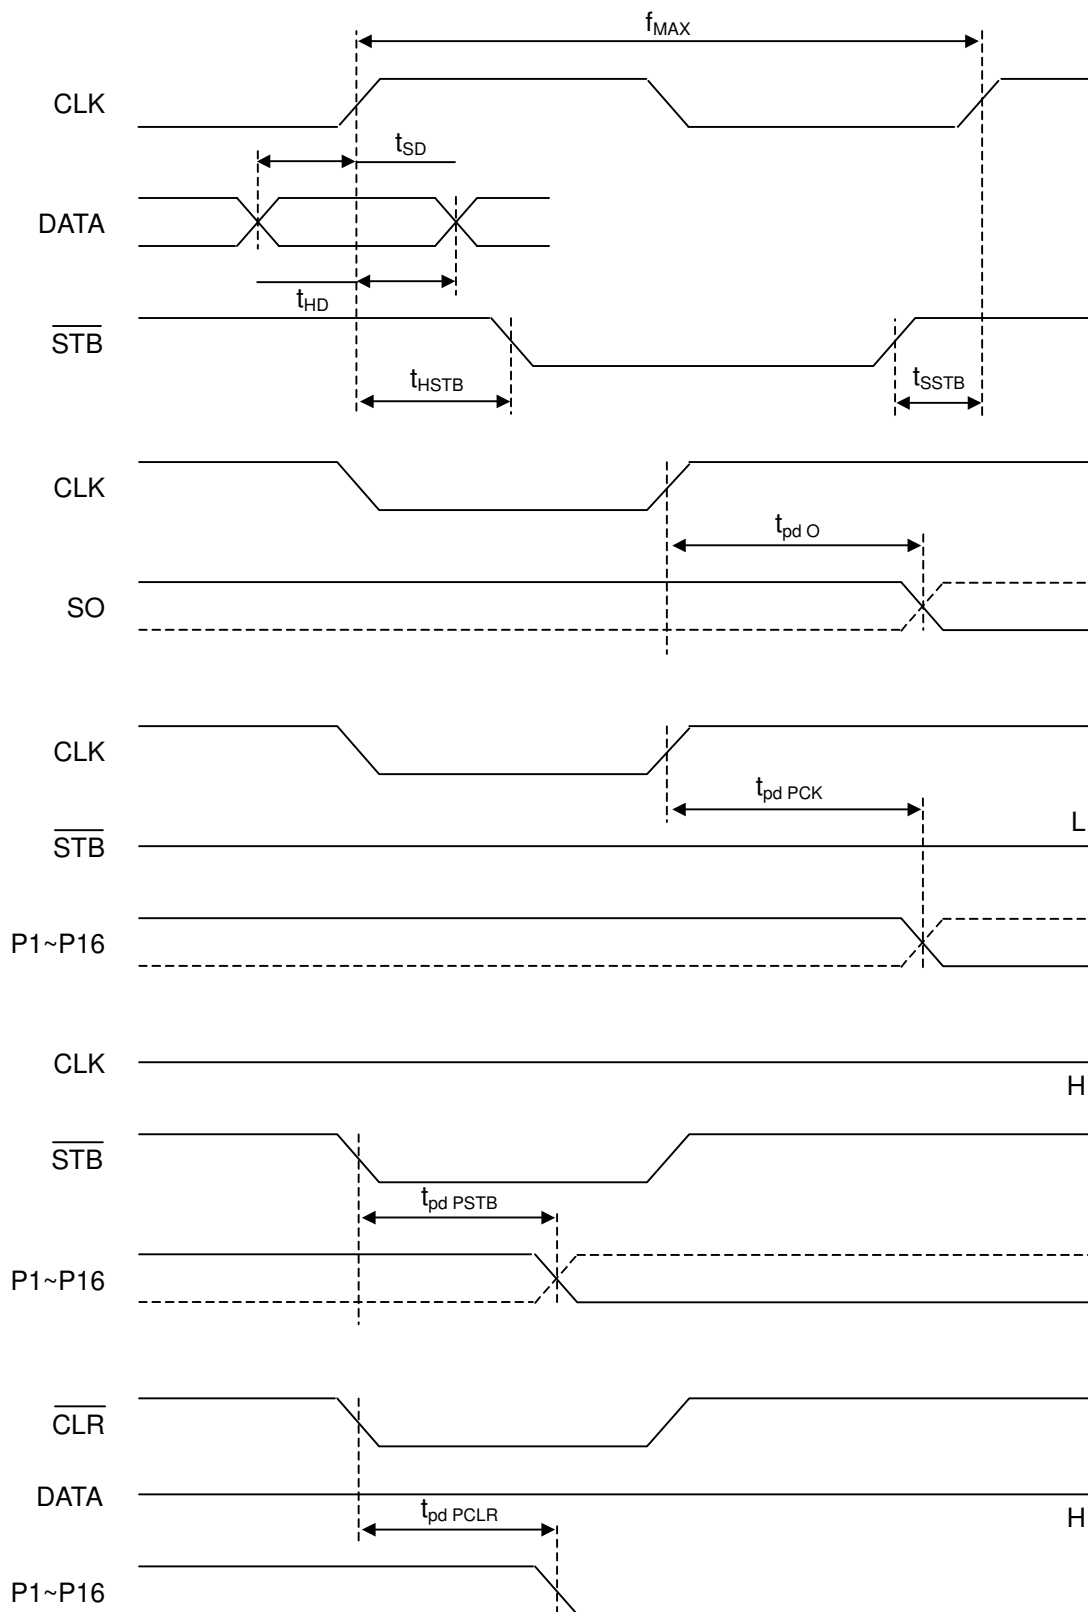 fMAX
CLK
tSD
DATA
tHD
STB
tHSTB
tSSTB
CLK
tpd O
SO
CLK
tpd PCK
L
STB
P1~P16
CLK
H
STB
tpd PSTB
P1~P16
CLR
DATA
H
tpd PCLR
P1~P16